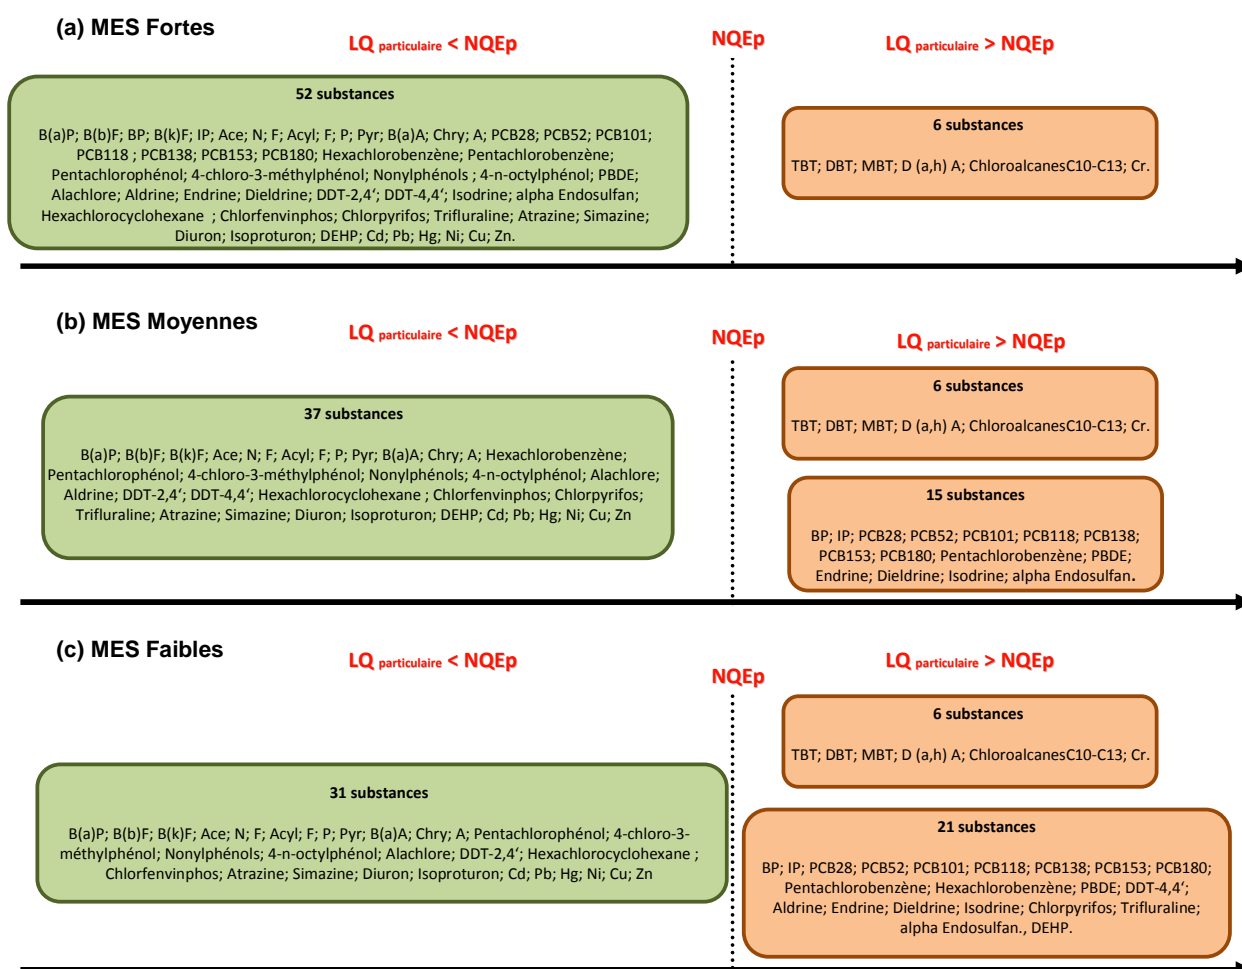 (a) MES Fortes
LQ particulaire < NQEp
NQEp
LQ particulaire > NQEp
52 substances
B(a)P; B(b)F; BP; B(k)F; IP; Ace; N; F; Acyl; F; P; Pyr; B(a)A; Chry; A; PCB28; PCB52; PCB101;
PCB118 ; PCB138; PCB153; PCB180; Hexachlorobenzène; Pentachlorobenzène;
Pentachlorophénol; 4-chloro-3-méthylphénol; Nonylphénols ; 4-n-octylphénol; PBDE;
Alachlore; Aldrine; Endrine; Dieldrine; DDT-2,4‘; DDT-4,4‘; Isodrine; alpha Endosulfan;
Hexachlorocyclohexane ; Chlorfenvinphos; Chlorpyrifos; Trifluraline; Atrazine; Simazine;
Diuron; Isoproturon; DEHP; Cd; Pb; Hg; Ni; Cu; Zn.
6 substances
TBT; DBT; MBT; D (a,h) A; ChloroalcanesC10-C13; Cr.
(b) MES Moyennes
LQ particulaire < NQEp
NQEp
LQ particulaire > NQEp
37 substances
B(a)P; B(b)F; B(k)F; Ace; N; F; Acyl; F; P; Pyr; B(a)A; Chry; A; Hexachlorobenzène;
Pentachlorophénol; 4-chloro-3-méthylphénol; Nonylphénols; 4-n-octylphénol; Alachlore;
Aldrine; DDT-2,4‘; DDT-4,4‘; Hexachlorocyclohexane ; Chlorfenvinphos; Chlorpyrifos;
Trifluraline; Atrazine; Simazine; Diuron; Isoproturon; DEHP; Cd; Pb; Hg; Ni; Cu; Zn
6 substances
TBT; DBT; MBT; D (a,h) A; ChloroalcanesC10-C13; Cr.
15 substances
BP; IP; PCB28; PCB52; PCB101; PCB118; PCB138;
PCB153; PCB180; Pentachlorobenzène; PBDE;
Endrine; Dieldrine; Isodrine; alpha Endosulfan.
(c) MES Faibles
LQ particulaire < NQEp
NQEp
LQ particulaire > NQEp
31 substances
B(a)P; B(b)F; B(k)F; Ace; N; F; Acyl; F; P; Pyr; B(a)A; Chry; A; Pentachlorophénol; 4-chloro-3-
méthylphénol; Nonylphénols; 4-n-octylphénol; Alachlore; DDT-2,4‘; Hexachlorocyclohexane ;
Chlorfenvinphos; Atrazine; Simazine; Diuron; Isoproturon; Cd; Pb; Hg; Ni; Cu; Zn
6 substances
TBT; DBT; MBT; D (a,h) A; ChloroalcanesC10-C13; Cr.
21 substances
BP; IP; PCB28; PCB52; PCB101; PCB118; PCB138; PCB153; PCB180;
Pentachlorobenzène; Hexachlorobenzène; PBDE; DDT-4,4‘;
Aldrine; Endrine; Dieldrine; Isodrine; Chlorpyrifos; Trifluraline;
alpha Endosulfan., DEHP.